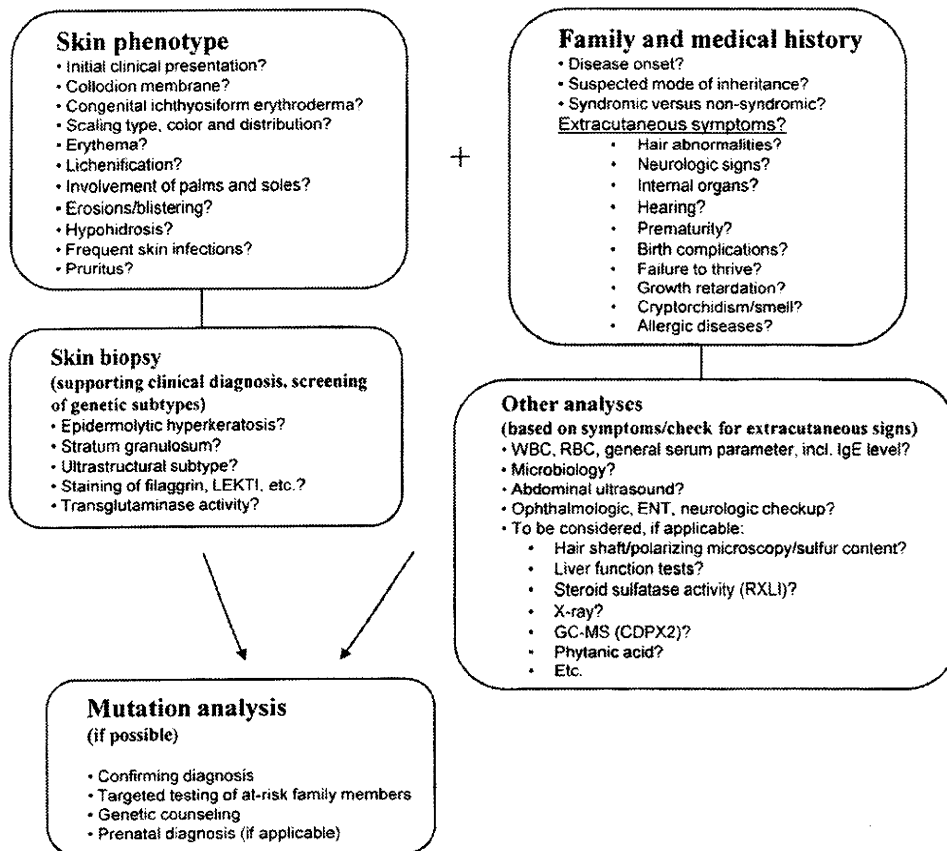 Skin phenotype
• Initial clinical presentation?
• Collodion membrane?
• Congenital ichthyosiform erythroderma?
• Scaling type, color and distribution?
• Erythema?
• Lichenification?
• Involvement of palms and soles?
• Erosions/blistering?
• Hypohidrosis?
• Frequent skin infections?
• Pruritus?
+
Family and medical history
• Disease onset?
• Suspected mode of inheritance?
• Syndromic versus non-syndromic?
Extracutaneous symptoms?
• Hair abnormalities?
• Neurologic signs?
• Internal organs?
• Hearing?
• Prematurity?
• Birth complications?
• Failure to thrive?
• Growth retardation?
• Cryptorchidism/smell?
• Allergic diseases?
Skin biopsy
(supporting clinical diagnosis, screening
of genetic subtypes)
• Epidermolytic hyperkeratosis?
• Stratum granulosum?
• Ultrastructural subtype?
• Staining of filaggrin, LEKTI, etc.?
• Transglutaminase activity?
Other analyses
(based on symptoms/check for extracutaneous signs)
• WBC, RBC, general serum parameter, incl. IgE level?
• Microbiology?
• Abdominal ultrasound?
• Ophthalmologic, ENT, neurologic checkup?
• To be considered, if applicable:
• Hair shaft/polarizing microscopy/sulfur content?
• Liver function tests?
• Steroid sulfatase activity (RXLI)?
• X-ray?
• GC-MS (CDPX2)?
• Phytanic acid?
• Etc.
Mutation analysis
(if possible)
• Confirming diagnosis
• Targeted testing of at-risk family members
• Genetic counseling
• Prenatal diagnosis (if applicable)